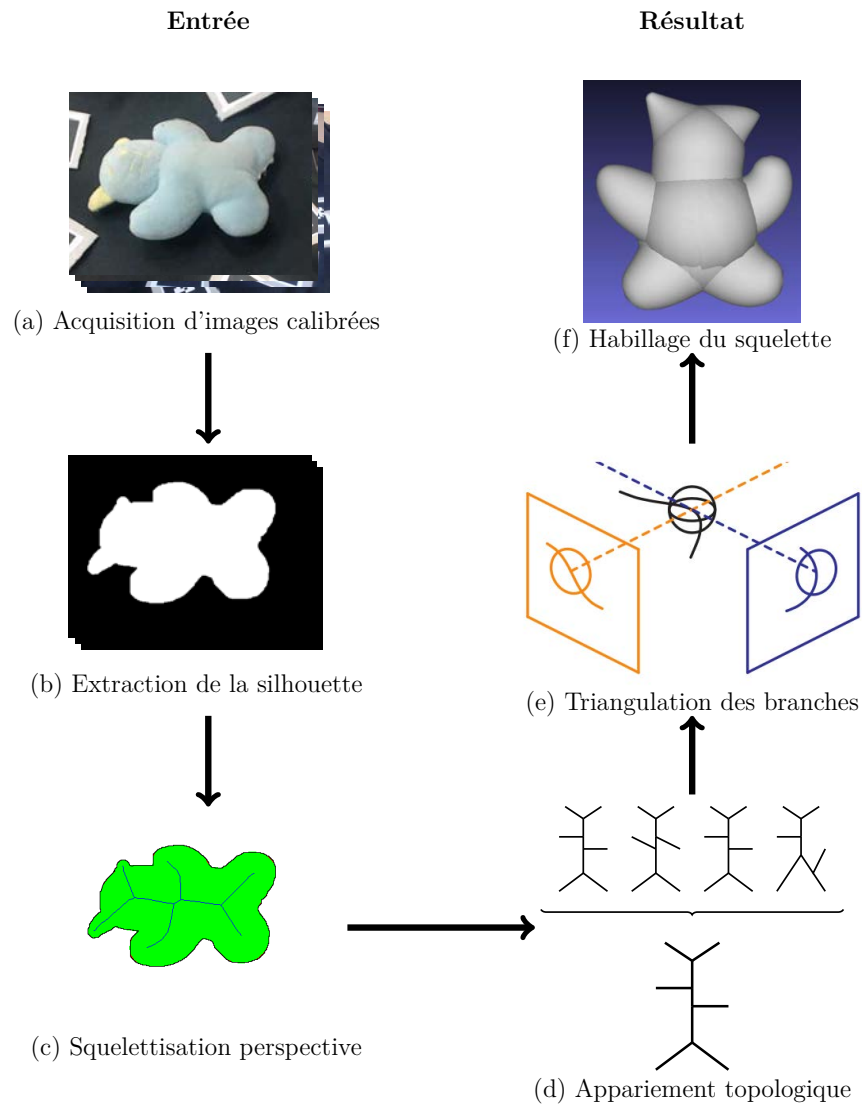 Entrée
Résultat
(a) Acquisition d'images calibrées
(f) Habillage du squelette
(b) Extraction de la silhouette
(e) Triangulation des branches
(c) Squelettisation perspective
(d) Appariement topologique